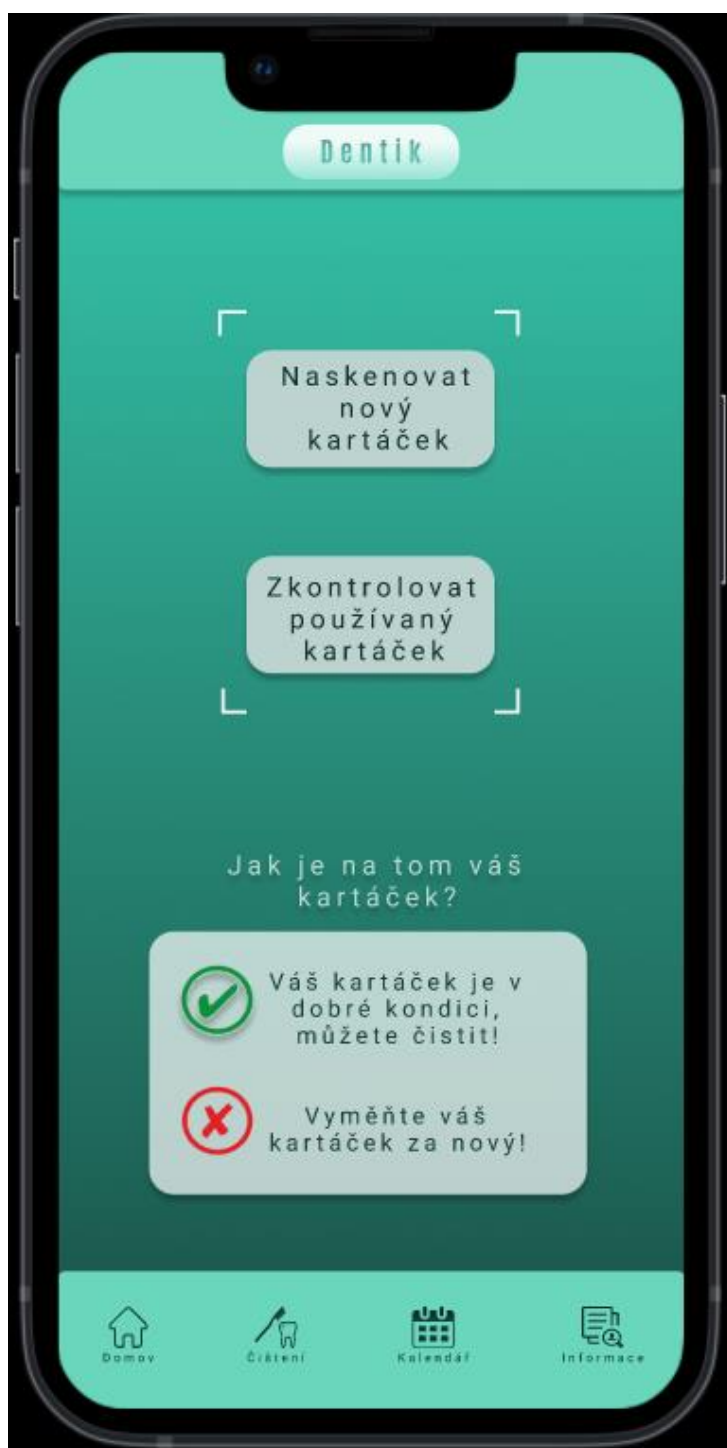 Dentik
Naskenovat
nový
kartáček
Zkontrolovat
používaný
kartáček
Jak je na tom váš
kartáček?
Váš kartáček je v
dobré kondici,
můžete čistit!
Vyměňte váš
kartáček za nový!
Domov
Čištení
Kalendář
Informace